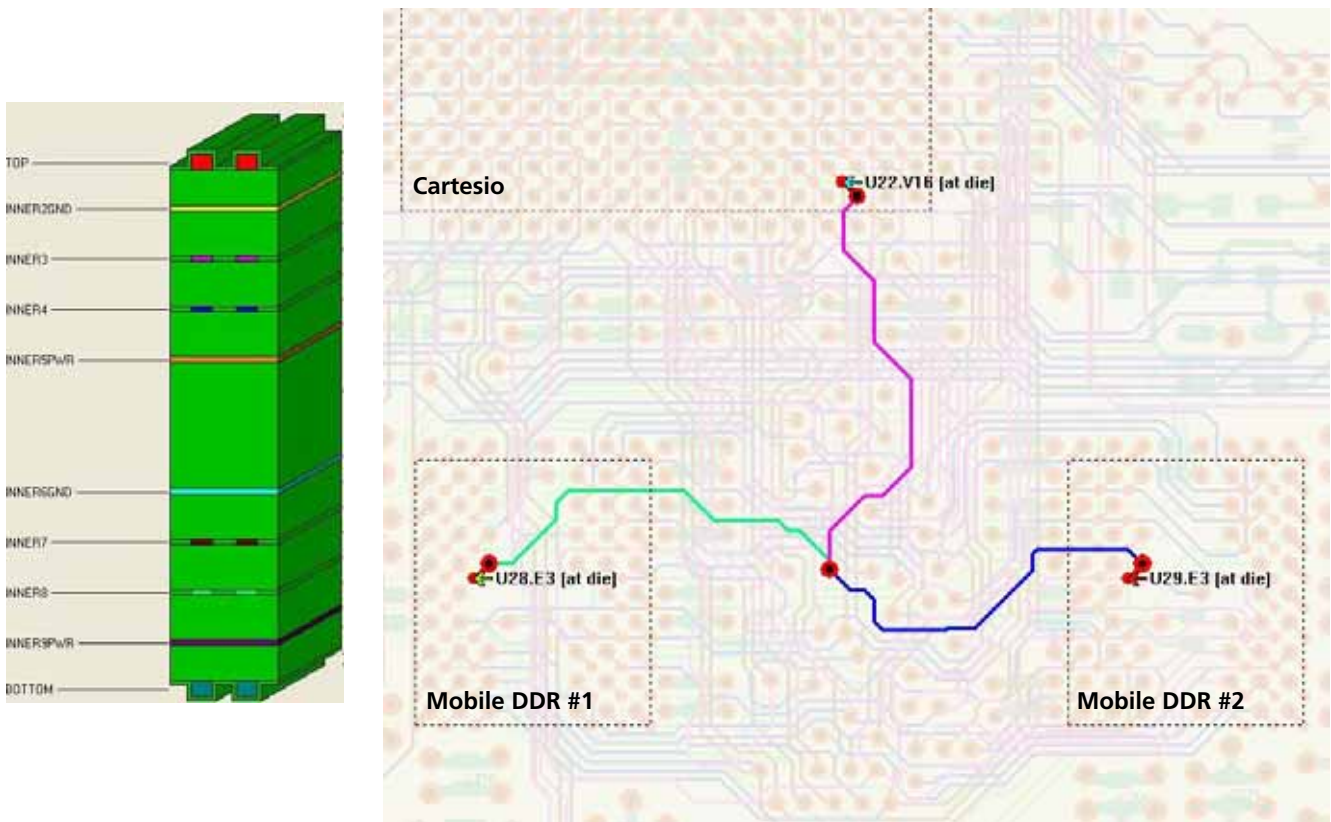 TOP
INNER2GND
INNER3
INNER4
INNER5PWR
INNER6GND
INNER7
INNER8
INNER9PWR
BOTTOM
Cartesio
U22.V16 [at die]
U28.E3 [at die]
U29.E3 [at die]
Mobile DDR #1
Mobile DDR #2